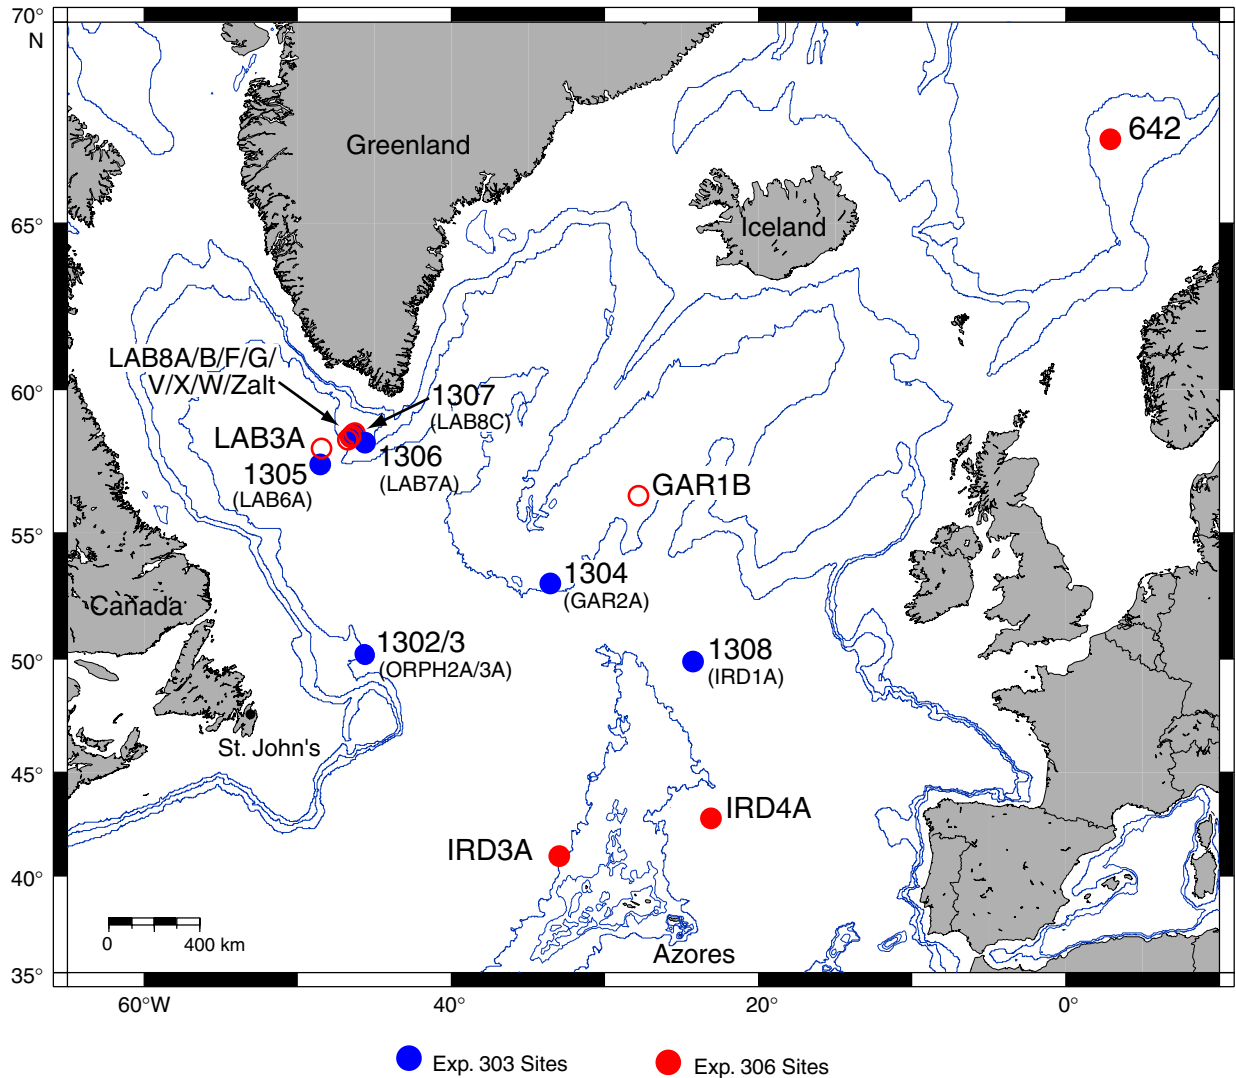 70°
N
Greenland
642
65°
Iceland
LAB8A/B/F/G/
V/X/W/Zalt
60°
1307
(LAB8C)
LAB3A
1306
(LAB7A)
1305
(LAB6A)
GAR1B
55°
1304
(GAR2A)
Canada
1302/3
(ORPH2A/3A)
50°
1308
(IRD1A)
St. John's
45°
IRD4A
IRD3A
40°
0
400 km
Azores
35°
60°W
40°
20°
0°
Exp. 303 Sites
Exp. 306 Sites